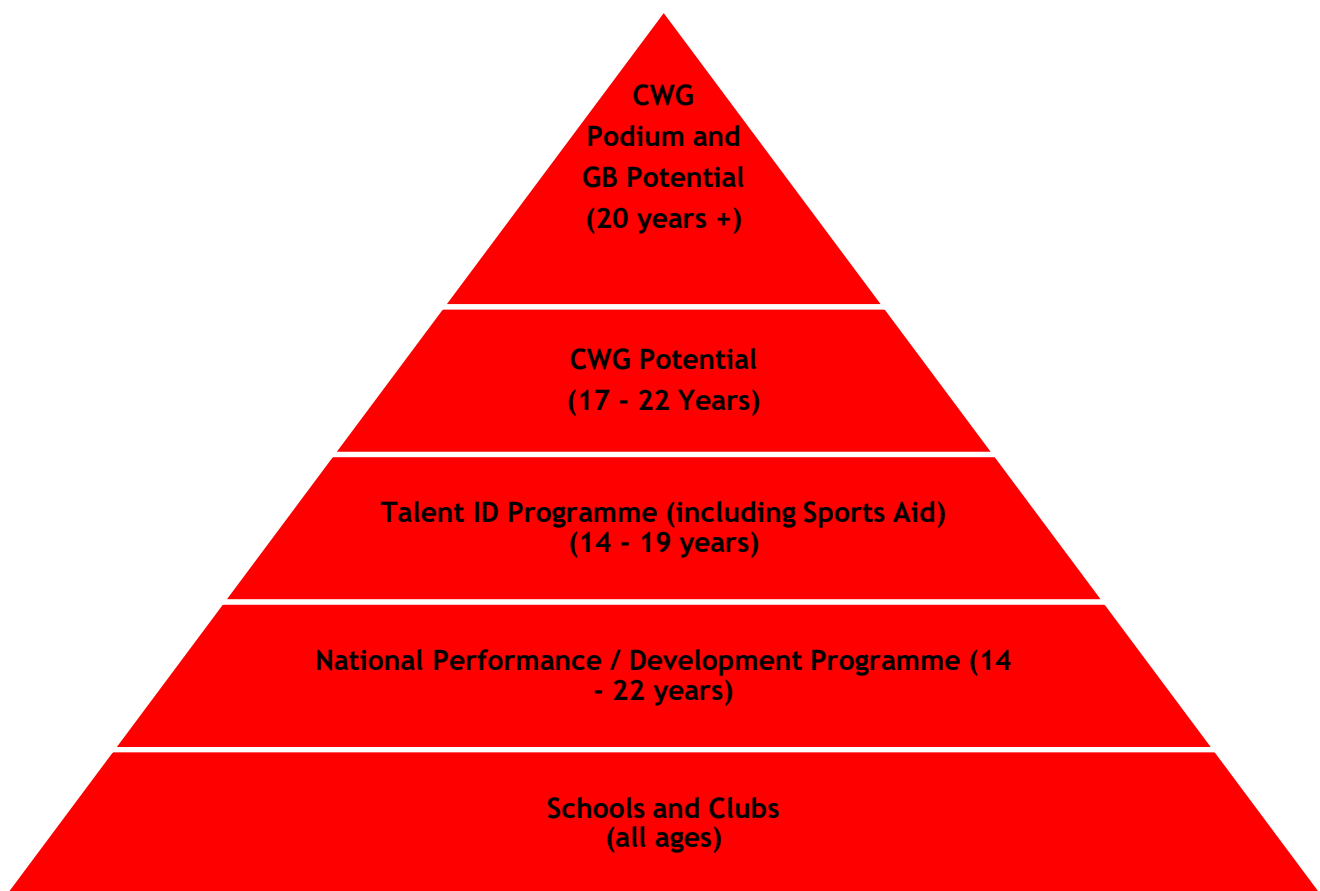 CWG
Podium and
GB Potential
(20 years +)
CWG Potential
(17 - 22 Years)
Talent ID Programme (including Sports Aid)
(14 - 19 years)
National Performance / Development Programme (14
- 22 years)
Schools and Clubs
(all ages)